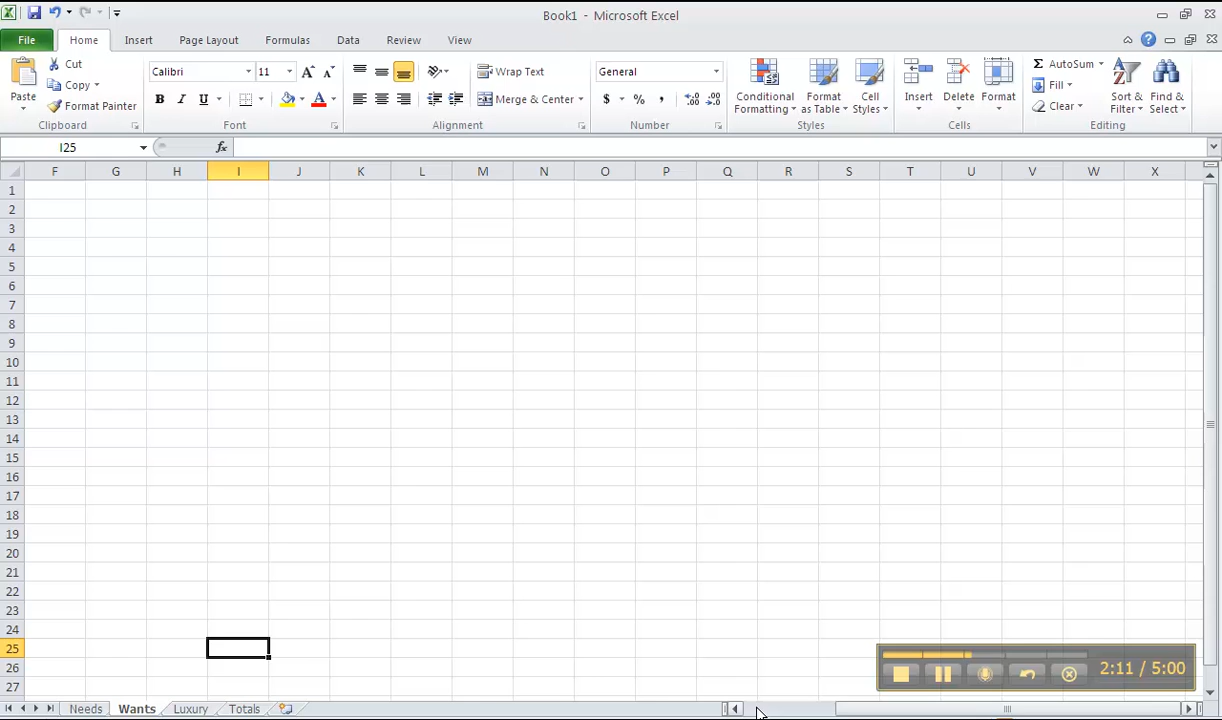 Book1 - Microsoft Excel
File Home Insert Page Layout Formulas Data Review View
Paste Cut Copy Format Painter Clipboard
Calibri 11 A A B I U A Font
Wrap Text Merge & Center Alignment
General $ % , .00 .0 Number
Conditional Formatting Format as Table Cell Styles Styles
Insert Delete Format Cells
Σ AutoSum Fill Clear Sort & Filter Find & Select Editing
I25 fx
F G H I J K L M N O P Q R S T U V W X
1
2
3
4
5
6
7
8
9
10
11
12
13
14
15
16
17
18
19
20
21
22
23
24
25
26
27
2:11 / 5:00
Needs Wants Luxury Totals